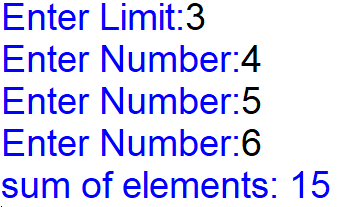 Enter Limit:3
Enter Number:4
Enter Number:5
Enter Number:6
sum of elements: 15